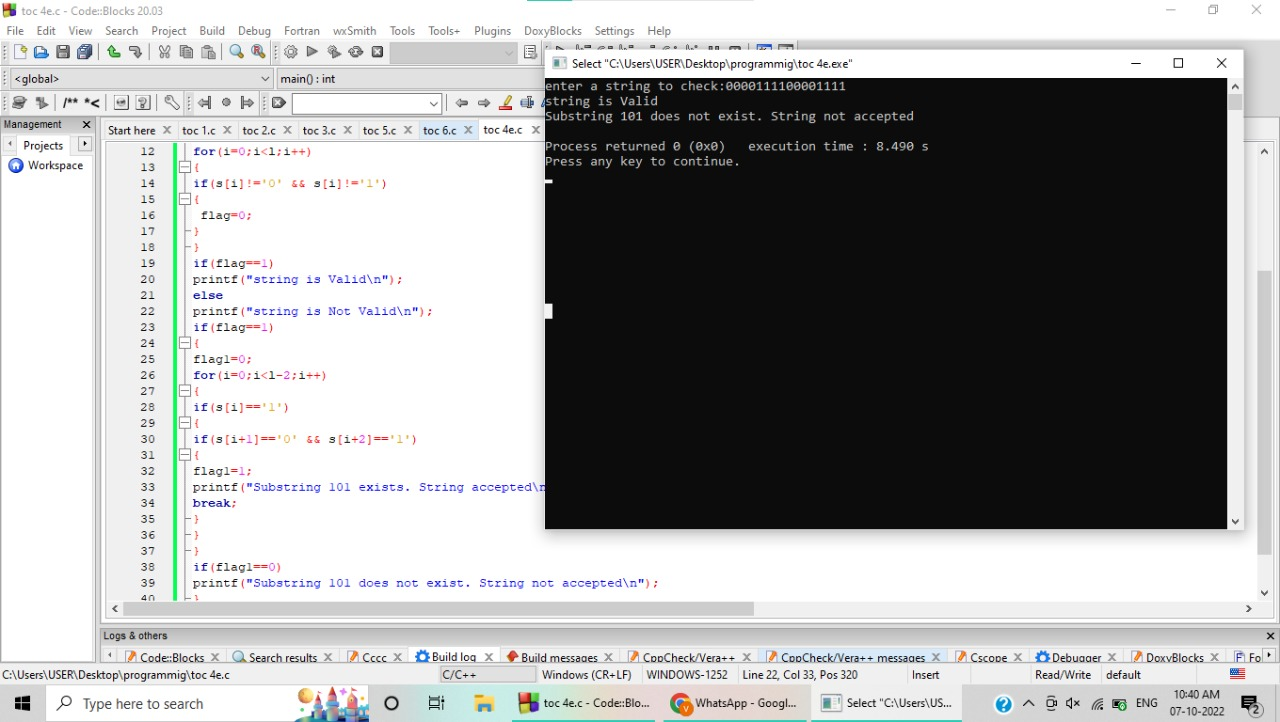 toc 4e.c - Code::Blocks 20.03
File Edit View Search Project Build Debug Fortran wxSmith Tools Tools+ Plugins DoxyBlocks Settings Help
<global> main() : int
/** *<
Management
Projects
Workspace
Start here toc 1.c toc 2.c toc 3.c toc 5.c toc 6.c toc 4e.c
12 for(i=0;i<l;i++)
13 {
14 if(s[i]!='0' && s[i]!='1')
15 {
16 flag=0;
17 }
18 }
19 if(flag==1)
20 printf("string is Valid\n");
21 else
22 printf("string is Not Valid\n");
23 if(flag==1)
24 {
25 flag1=0;
26 for(i=0;i<l-2;i++)
27 {
28 if(s[i]=='1')
29 {
30 if(s[i+1]=='0' && s[i+2]=='1')
31 {
32 flag1=1;
33 printf("Substring 101 exists. String accepted\n
34 break;
35 }
36 }
37 }
38 if(flag1==0)
39 printf("Substring 101 does not exist. String not accepted\n");
40 }
Select "C:\Users\USER\Desktop\programmig\toc 4e.exe"
enter a string to check:0000111100001111
string is Valid
Substring 101 does not exist. String not accepted
Process returned 0 (0x0) execution time : 8.490 s
Press any key to continue.
Logs & others
Code::Blocks Search results Cccc Build log Build messages CppCheck/Vera++ CppCheck/Vera++ messages Cscope Debugger DoxyBlocks Fo
C:\Users\USER\Desktop\programmig\toc 4e.c C/C++ Windows (CR+LF) WINDOWS-1252 Line 22, Col 33, Pos 320 Insert Read/Write default
Type here to search
toc 4e.c - Code::Blo... WhatsApp - Googl... Select "C:\Users\US...
ENG
10:40 AM
07-10-2022
2